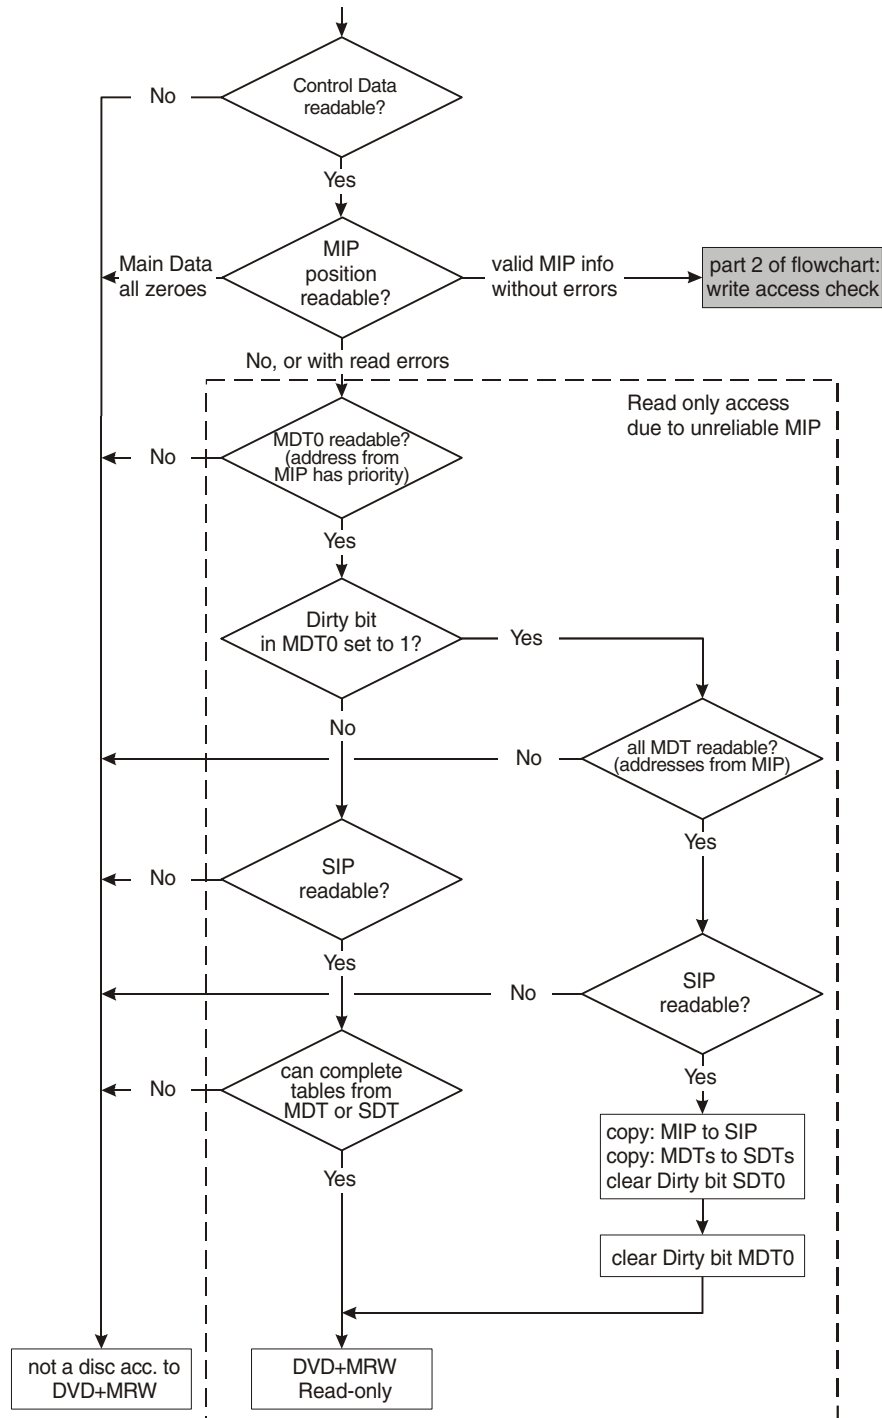 Control Data
readable?
No
Yes
MIP
position
readable?
Main Data
all zeroes
valid MIP info
without errors
part 2 of flowchart:
write access check
No, or with read errors
Read only access
due to unreliable MIP
MDT0 readable?
(address from
MIP has priority)
No
Yes
Dirty bit
in MDT0 set to 1?
Yes
No
all MDT readable?
(addresses from MIP)
No
Yes
SIP
readable?
No
Yes
SIP
readable?
No
Yes
can complete
tables from
MDT or SDT
No
Yes
copy: MIP to SIP
copy: MDTs to SDTs
clear Dirty bit SDT0
clear Dirty bit MDT0
not a disc acc. to
DVD+MRW
DVD+MRW
Read-only